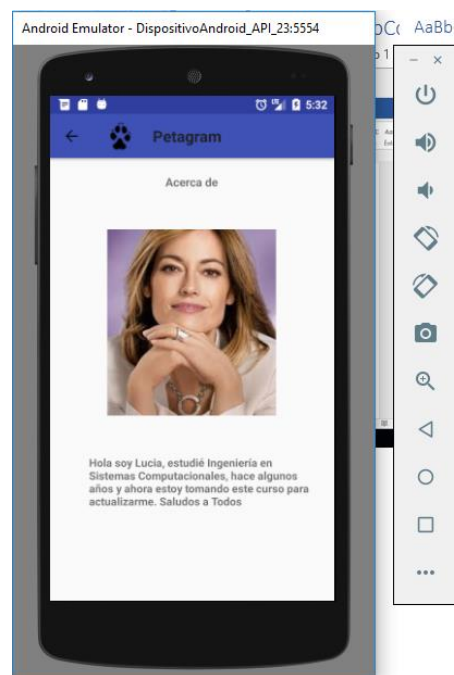 Android Emulator - DispositivoAndroid_API_23:5554
AaBb
5:32
Petagram
Acerca de
Hola soy Lucia, estudié Ingeniería en
Sistemas Computacionales, hace algunos
años y ahora estoy tomando este curso para
actualizarme. Saludos a Todos